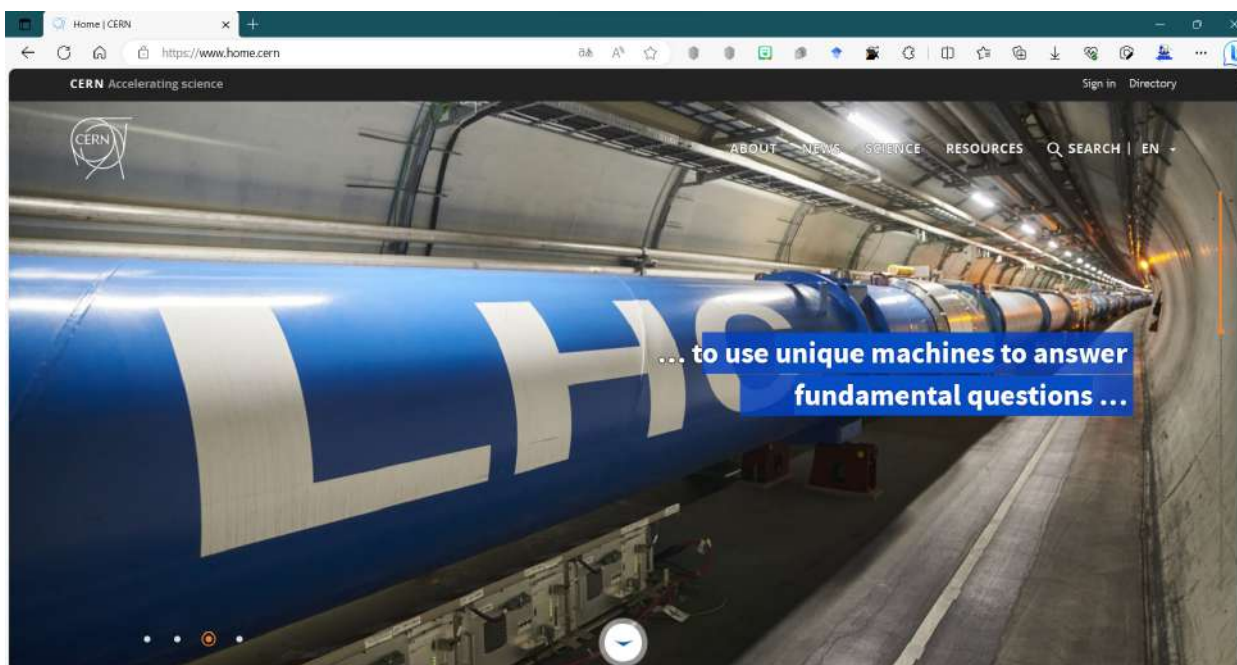 Home | CERN
https://www.home.cern
CERN Accelerating science
Sign in Directory
CERN
ABOUT NEWS SCIENCE RESOURCES SEARCH | EN
LHC
... to use unique machines to answer
fundamental questions ...